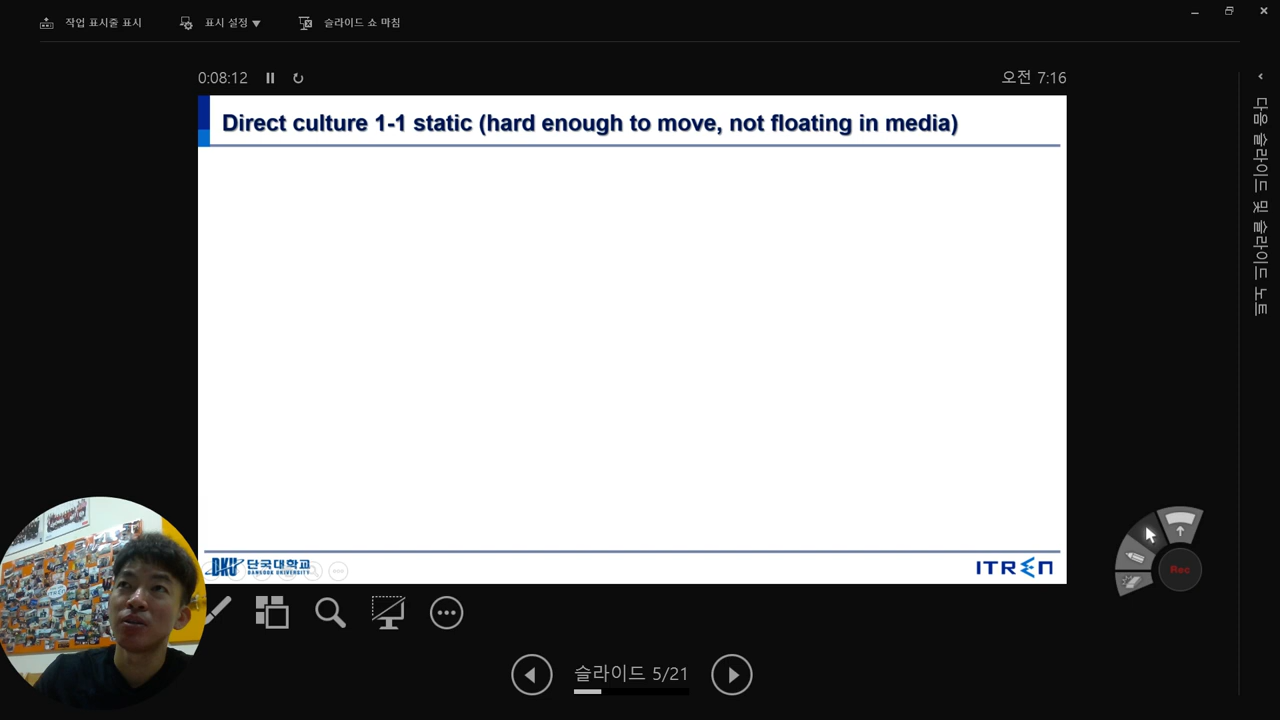 작업 표시줄 표시
표시 설정
슬라이드 쇼 마침
0:08:12
오전 7:16
다음 슬라이드 및 슬라이드 노트
Direct culture 1-1 static (hard enough to move, not floating in media)
DKU 단국대학교
DANKOOK UNIVERSITY
ITREN
Rec
슬라이드 5/21